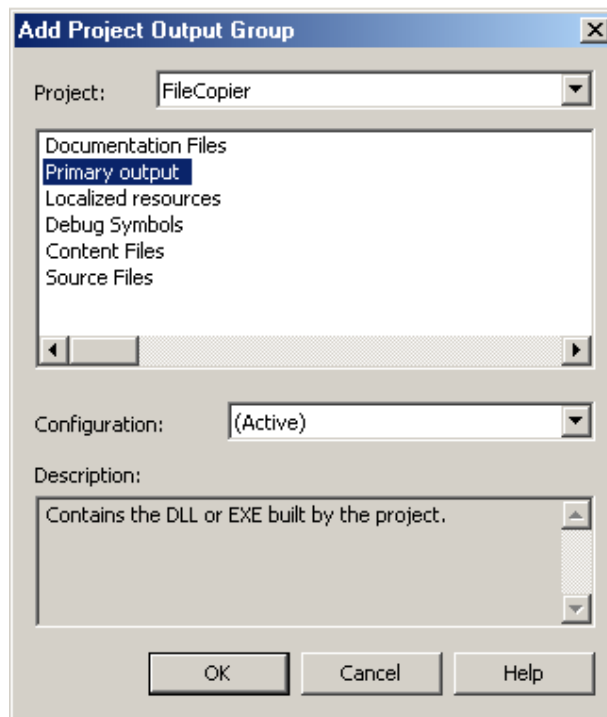 Add Project Output Group
Project: FileCopier
Documentation Files
Primary output
Localized resources
Debug Symbols
Content Files
Source Files
Configuration: (Active)
Description:
Contains the DLL or EXE built by the project.
OK Cancel Help